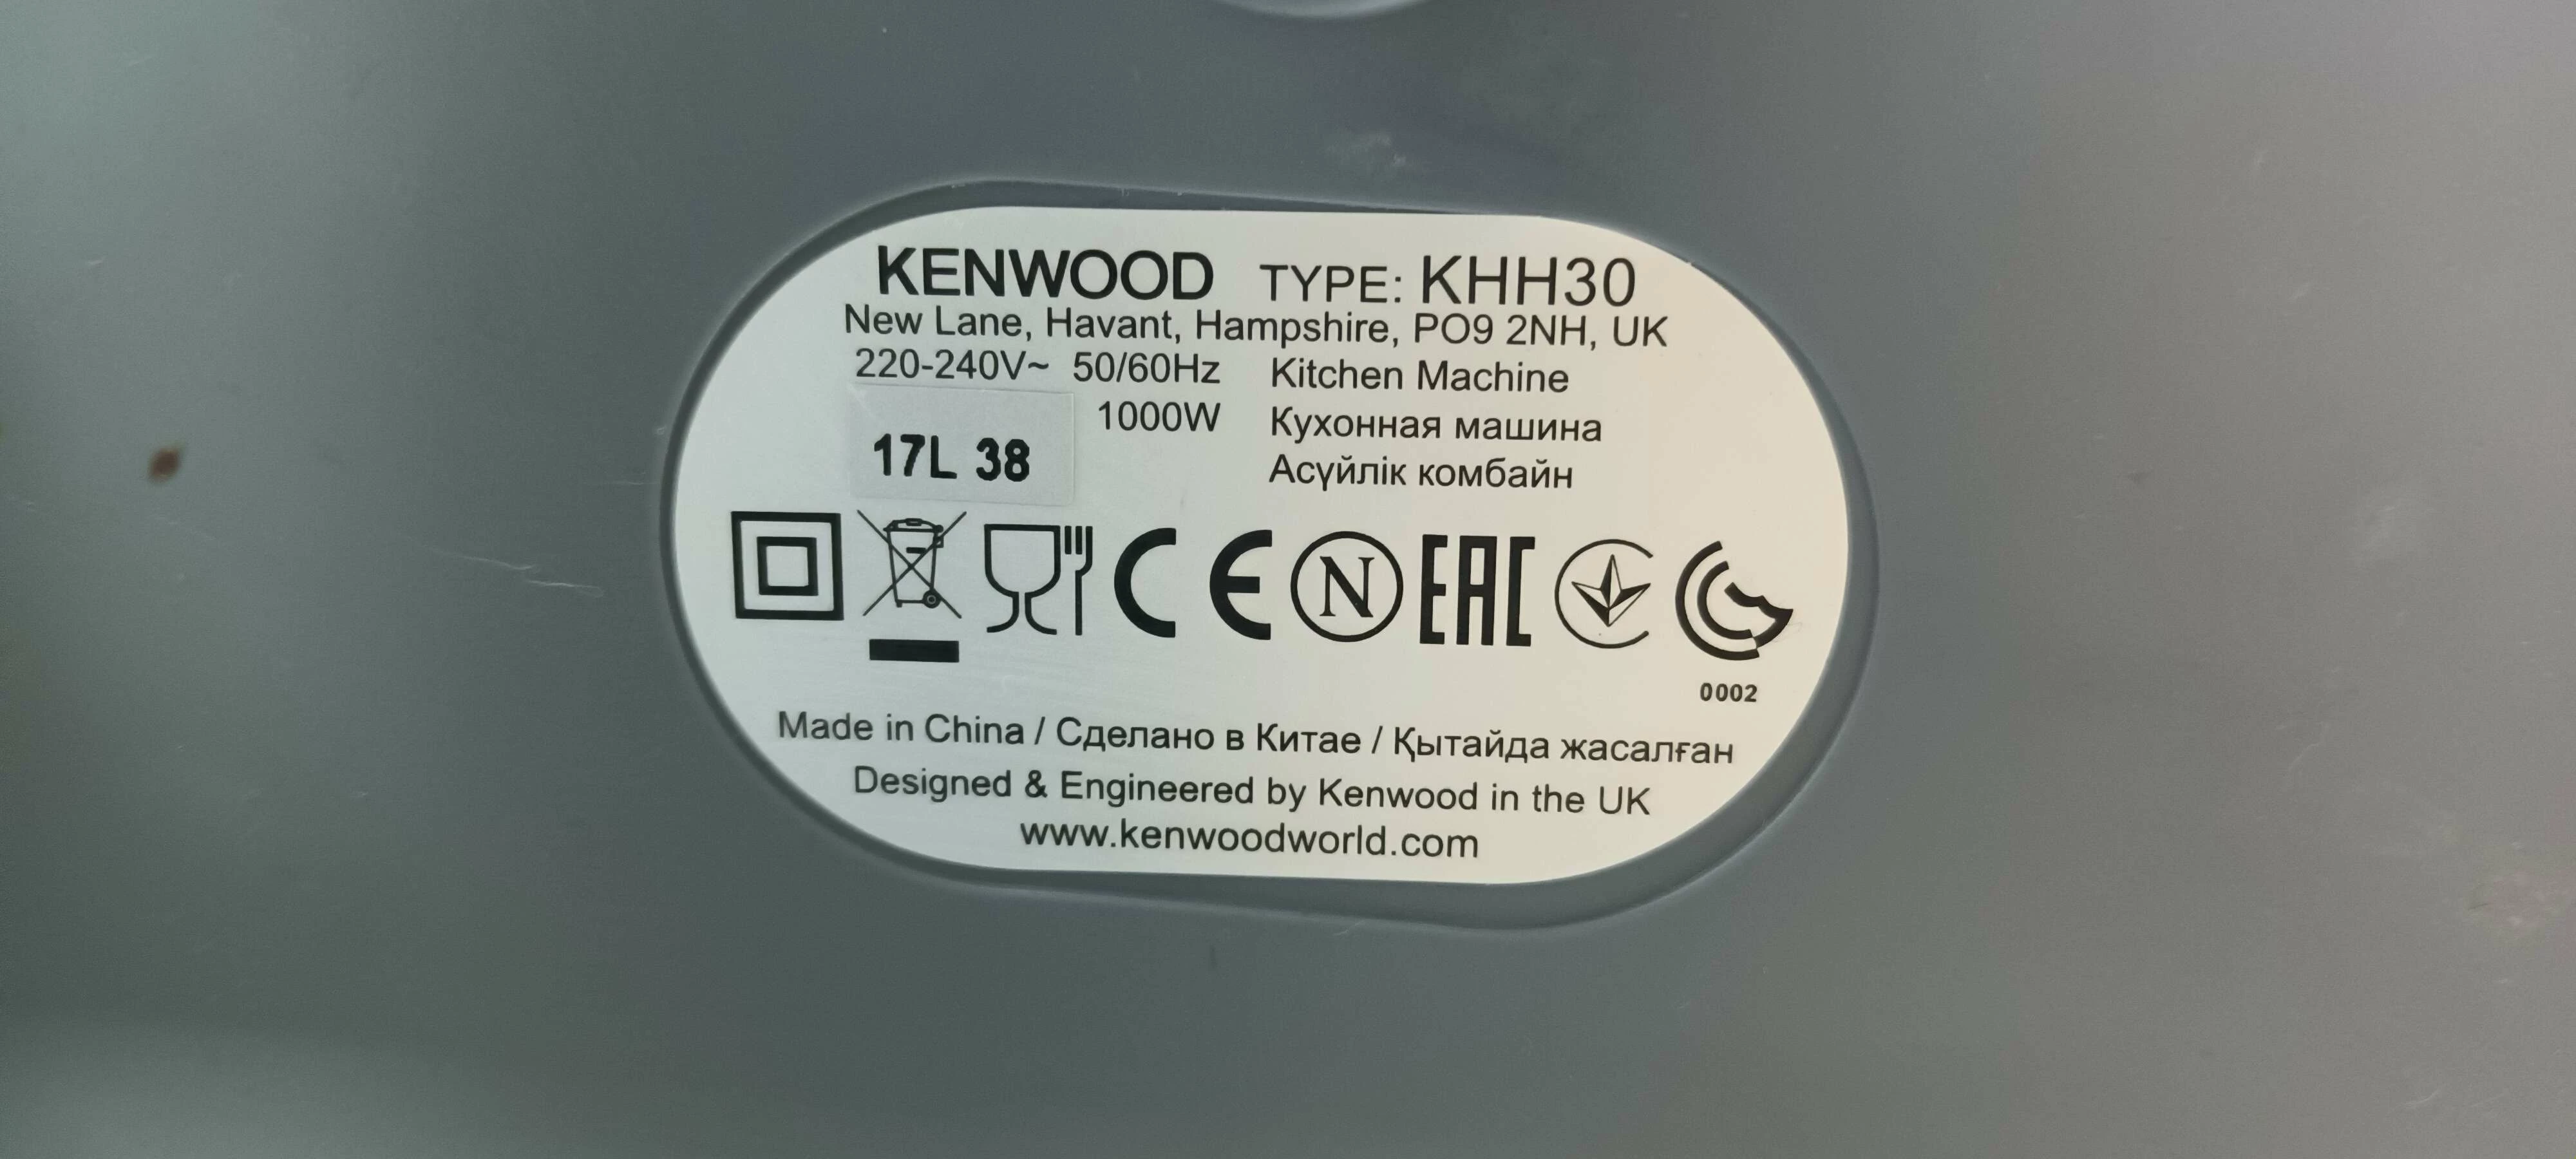 KENWOOD TYPE: KHH30
New Lane, Havant, Hampshire, PO9 2NH, UK
220-240V~ 50/60Hz Kitchen Machine
1000W Кухонная машина
17L 38 Асүйлік комбайн
CE N EAC
0002
Made in China / Сделано в Китае / Қытайда жасалған
Designed & Engineered by Kenwood in the UK
www.kenwoodworld.com